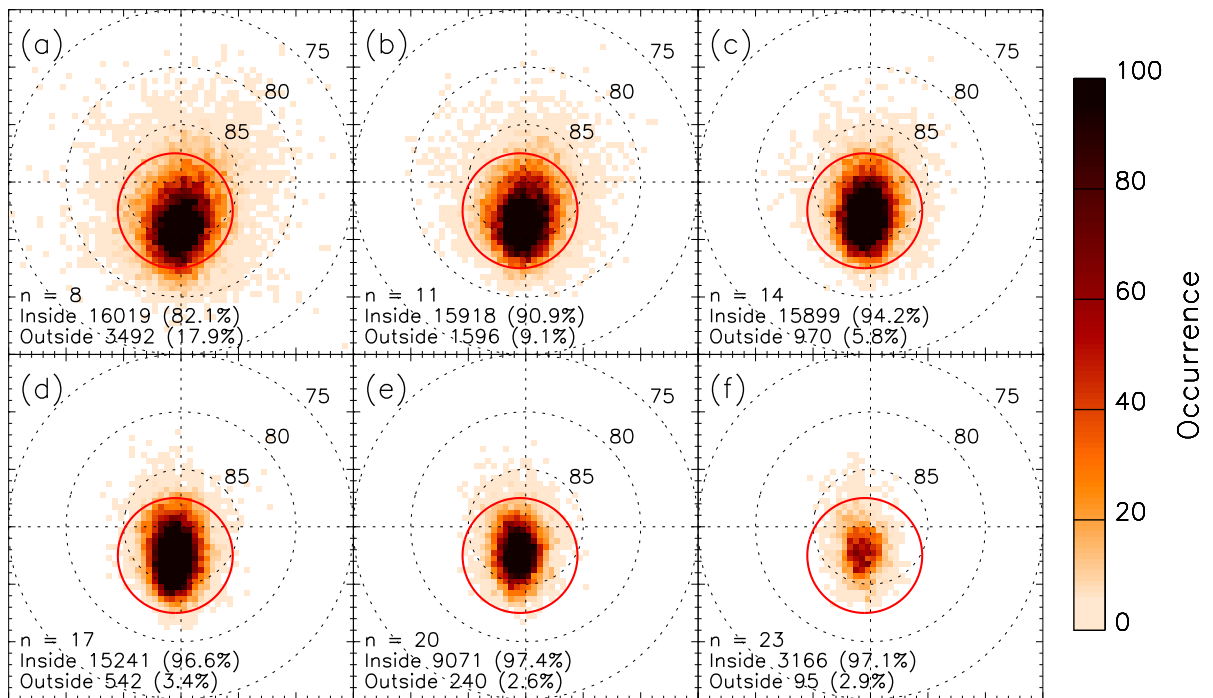 (a)
75
80
85
n = 8
Inside 16019 (82.1%)
Outside 3492 (17.9%)
(b)
75
80
85
n = 11
Inside 15918 (90.9%)
Outside 1596 (9.1%)
(c)
75
80
85
n = 14
Inside 15899 (94.2%)
Outside 970 (5.8%)
(d)
75
80
85
n = 17
Inside 15241 (96.6%)
Outside 542 (3.4%)
(e)
75
80
85
n = 20
Inside 9071 (97.4%)
Outside 240 (2.6%)
(f)
75
80
85
n = 23
Inside 3166 (97.1%)
Outside 95 (2.9%)
100
80
60
40
20
0
Occurrence